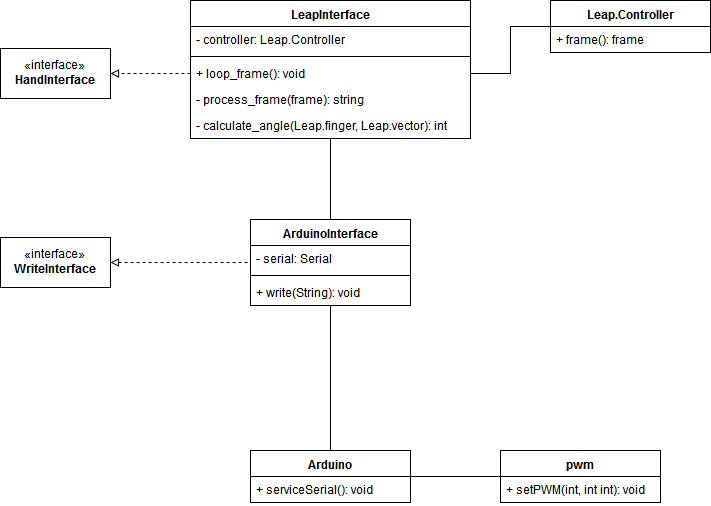 LeapInterface
- controller: Leap.Controller
+ loop_frame(): void
- process_frame(frame): string
- calculate_angle(Leap.finger, Leap.vector): int
Leap.Controller
+ frame(): frame
«interface»
HandInterface
ArduinoInterface
- serial: Serial
+ write(String): void
«interface»
WriteInterface
Arduino
+ serviceSerial(): void
pwm
+ setPWM(int, int int): void